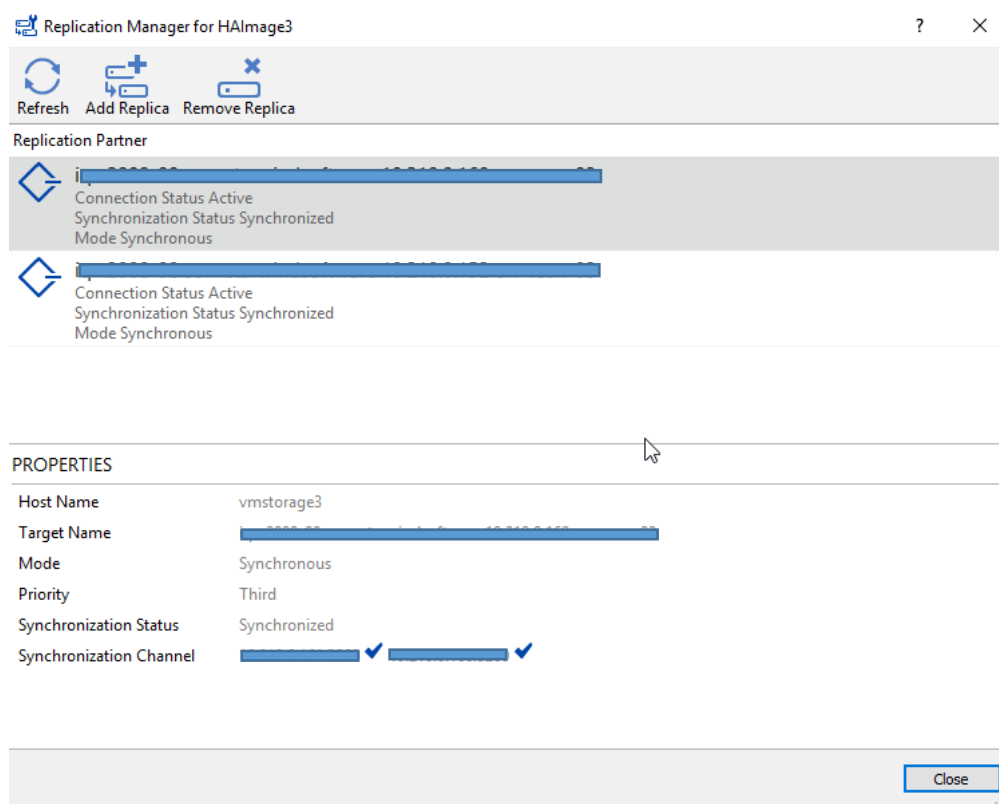 Replication Manager for HAImage3
?
Refresh Add Replica Remove Replica
Replication Partner
Connection Status Active
Synchronization Status Synchronized
Mode Synchronous
Connection Status Active
Synchronization Status Synchronized
Mode Synchronous
PROPERTIES
Host Name vmstorage3
Target Name
Mode Synchronous
Priority Third
Synchronization Status Synchronized
Synchronization Channel
Close